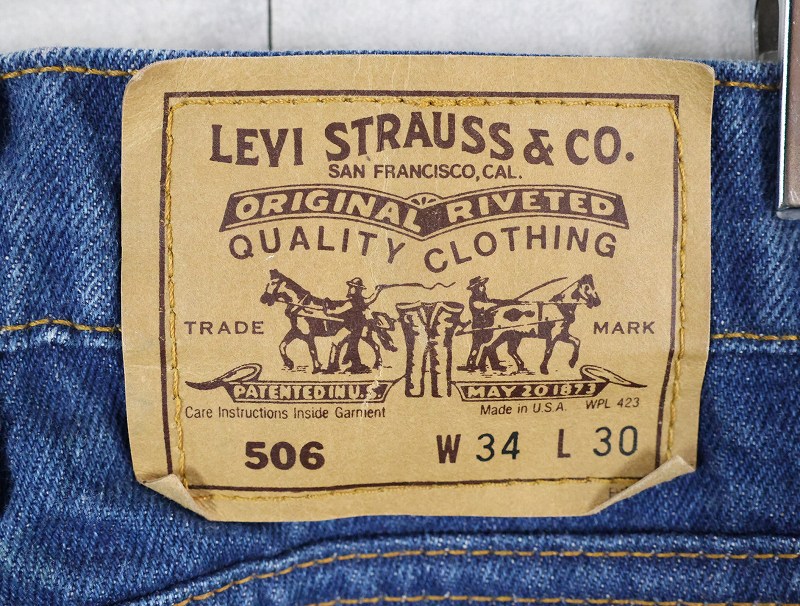 LEVI STRAUSS & CO.
SAN FRANCISCO, CAL.
ORIGINAL RIVETED
QUALITY CLOTHING
TRADE MARK
PATENTED IN U.S. MAY 20 1873
Care Instructions Inside Garment Made in U.S.A. WPL 423
506 W 34 L 30